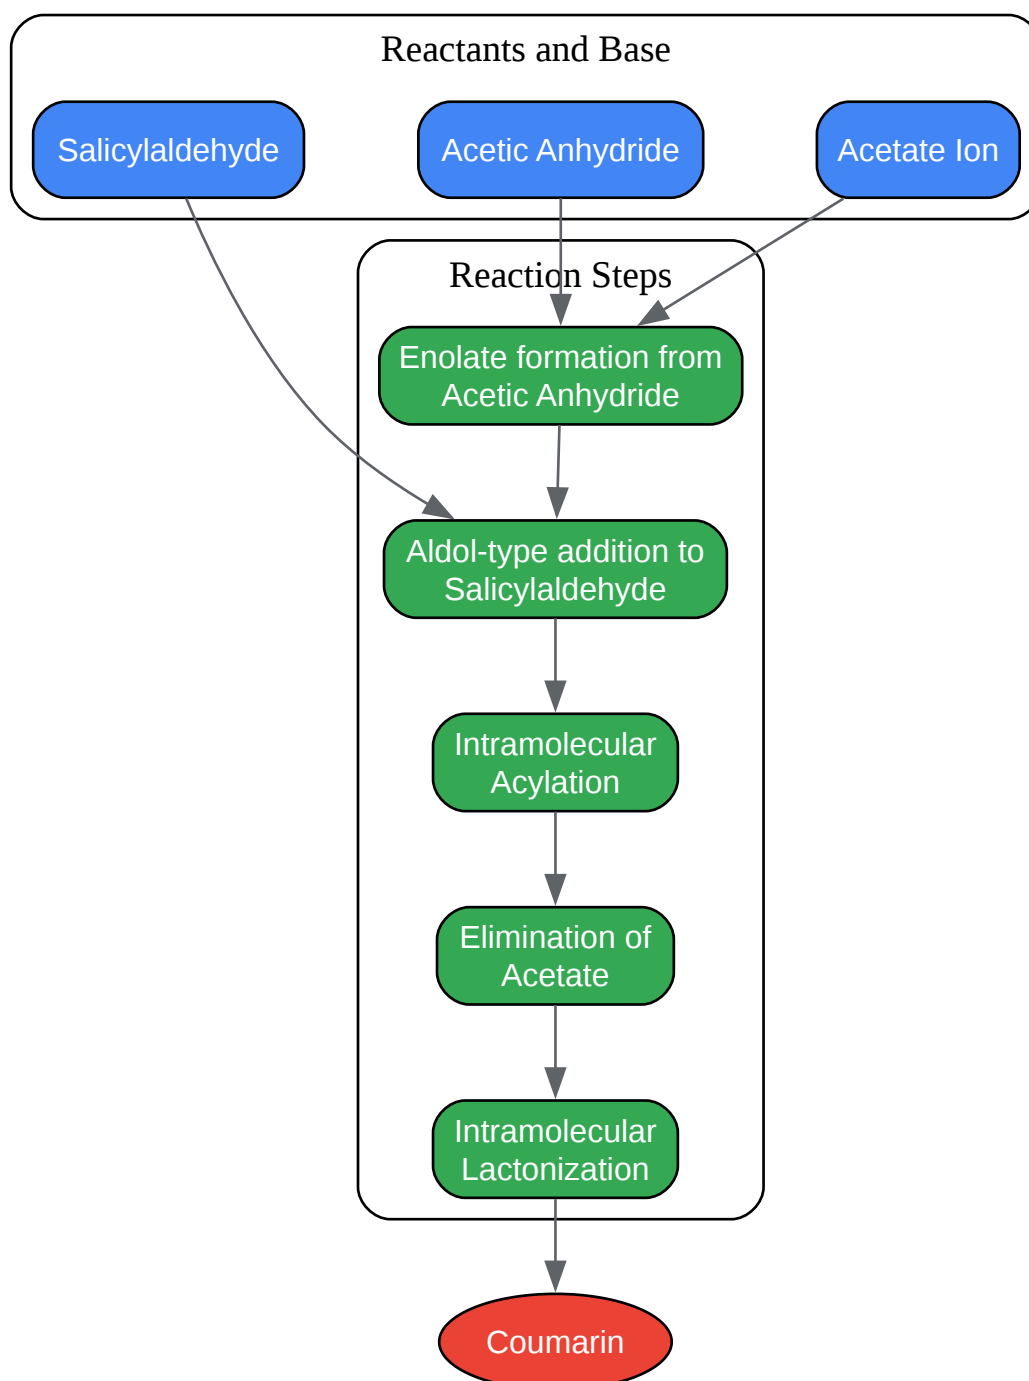 Reactants and Base
Salicylaldehyde
Acetic Anhydride
Acetate Ion
Reaction Steps
Enolate formation from
Acetic Anhydride
Aldol-type addition to
Salicylaldehyde
Intramolecular
Acylation
Elimination of
Acetate
Intramolecular
Lactonization
Coumarin